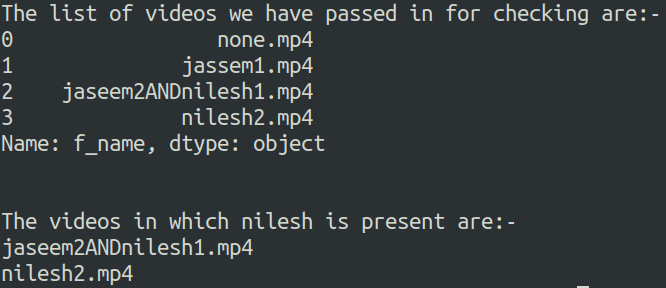 The list of videos we have passed in for checking are:-
0                 none.mp4
1              jassem1.mp4
2    jaseem2ANDnilesh1.mp4
3              nilesh2.mp4
Name: f_name, dtype: object
The videos in which nilesh is present are:-
jaseem2ANDnilesh1.mp4
nilesh2.mp4